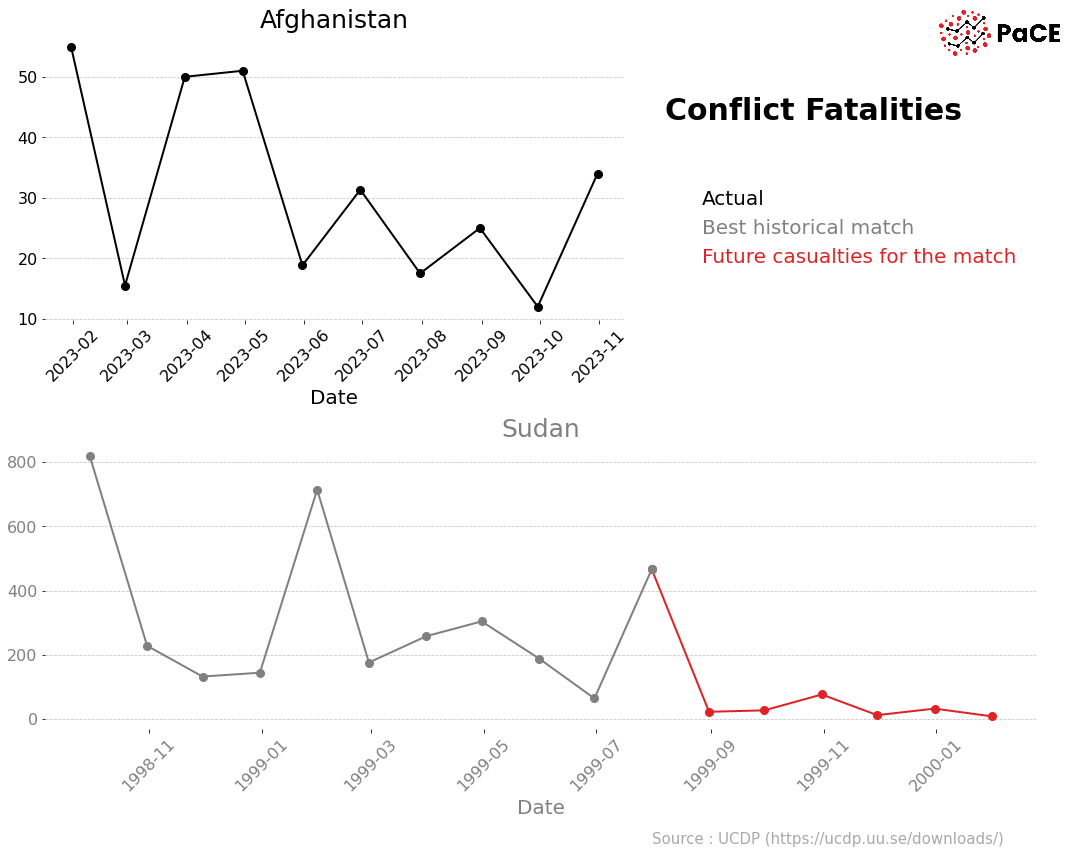 Afghanistan
PaCE
Conflict Fatalities
Actual
Best historical match
Future casualties for the match
50
40
30
20
10
2023-02
2023-03
2023-04
2023-05
2023-06
2023-07
2023-08
2023-09
2023-10
2023-11
Date
Sudan
800
600
400
200
0
1998-11
1999-01
1999-03
1999-05
1999-07
1999-09
1999-11
2000-01
Date
Source : UCDP (https://ucdp.uu.se/downloads/)